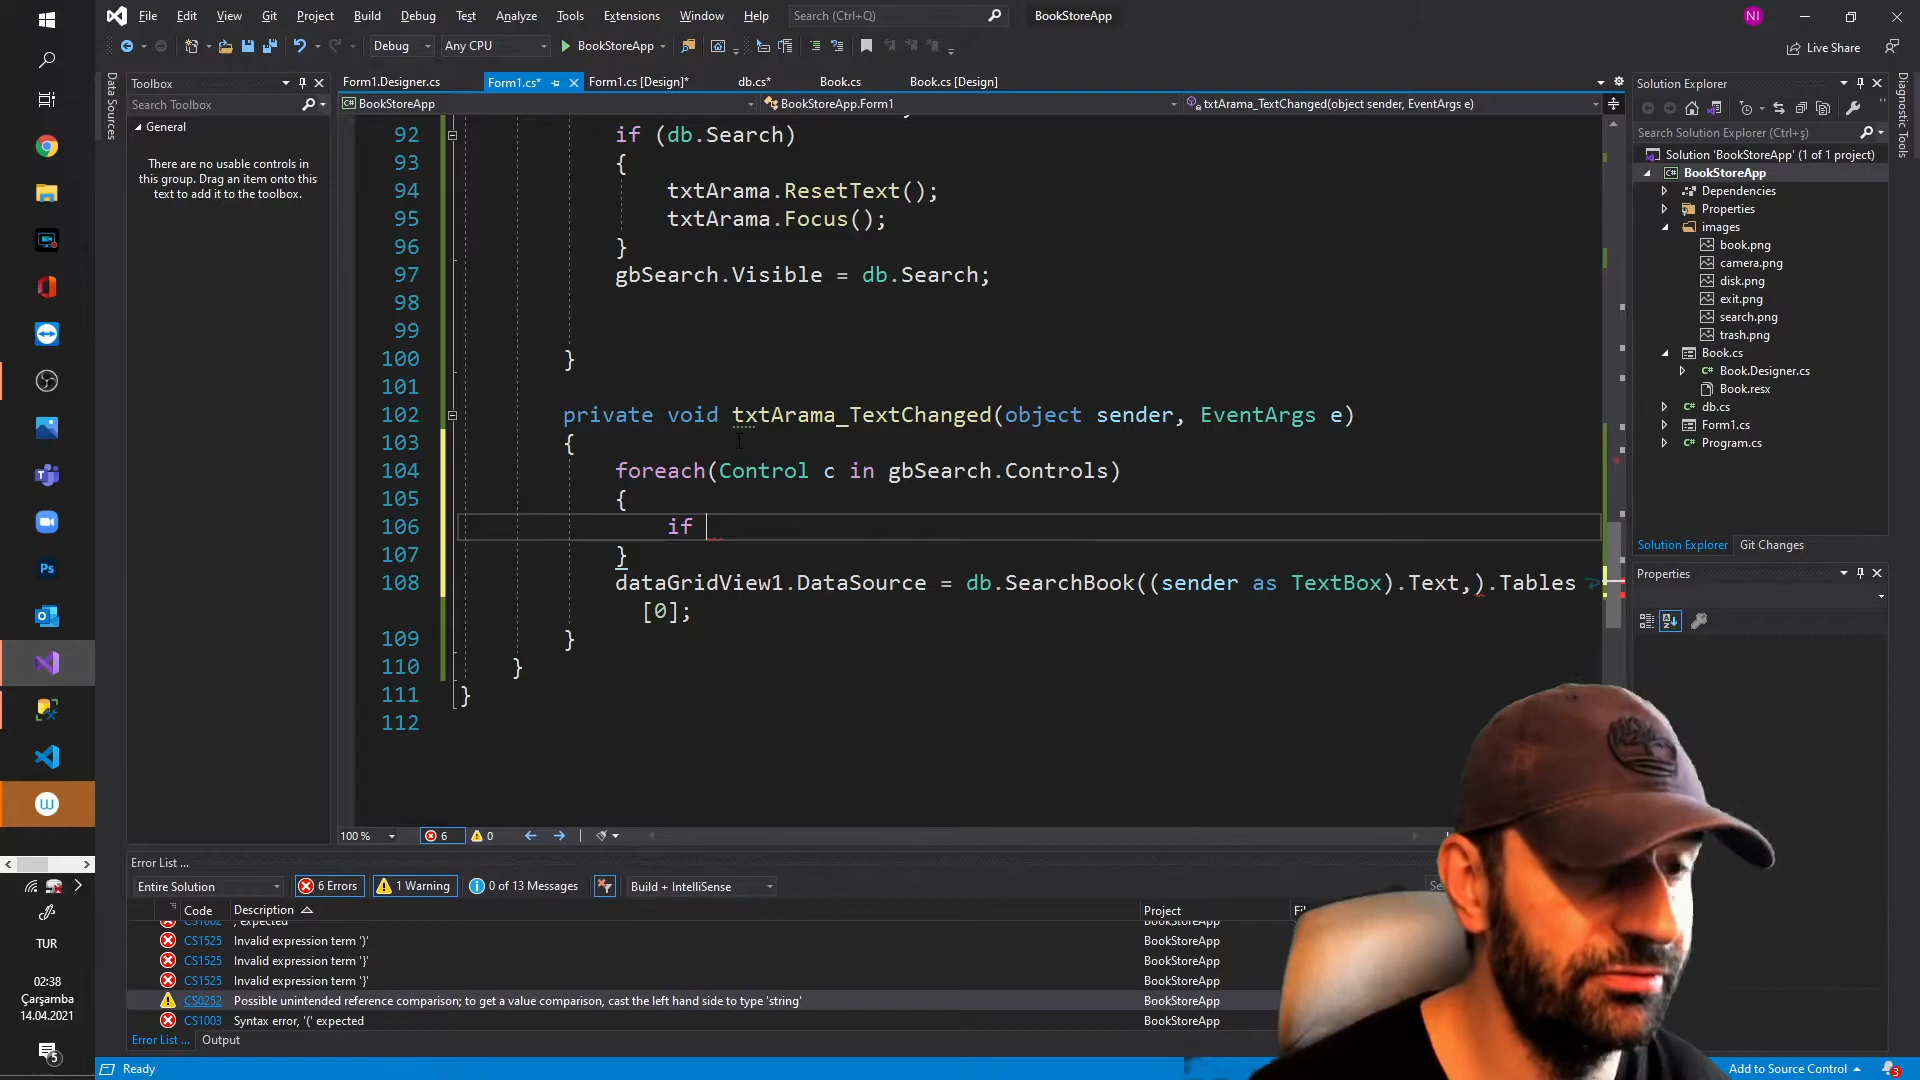 File Edit View Git Project Build Debug Test Analyze Tools Extensions Window Help Search (Ctrl+Q) BookStoreApp NI
Debug Any CPU BookStoreApp Live Share
Data Sources
Toolbox
Search Toolbox
General
There are no usable controls in
this group. Drag an item onto this
text to add it to the toolbox.
Form1.Designer.cs Form1.cs* Form1.cs [Design]* db.cs* Book.cs Book.cs [Design]
BookStoreApp BookStoreApp.Form1 txtArama_TextChanged(object sender, EventArgs e)
92 if (db.Search)
93 {
94 txtArama.ResetText();
95 txtArama.Focus();
96 }
97 gbSearch.Visible = db.Search;
98
99
100 }
101
102 private void txtArama_TextChanged(object sender, EventArgs e)
103 {
104 foreach(Control c in gbSearch.Controls)
105 {
106 if
107 }
108 dataGridView1.DataSource = db.SearchBook((sender as TextBox).Text,).Tables
[0];
109 }
110 }
111 }
112
100 % 6 0
Error List ...
Entire Solution 6 Errors 1 Warning 0 of 13 Messages Build + IntelliSense
Code Description Project
CS1525 Invalid expression term ')' BookStoreApp
CS1525 Invalid expression term '}' BookStoreApp
CS1525 Invalid expression term '}' BookStoreApp
CS0252 Possible unintended reference comparison; to get a value comparison, cast the left hand side to type 'string' BookStoreApp
CS1003 Syntax error, '(' expected BookStoreApp
Error List ... Output
Ready
Add to Source Control 3
Solution Explorer
Search Solution Explorer (Ctrl+ş)
Solution 'BookStoreApp' (1 of 1 project)
BookStoreApp
Dependencies
Properties
images
book.png
camera.png
disk.png
exit.png
search.png
trash.png
Book.cs
Book.Designer.cs
Book.resx
db.cs
Form1.cs
Program.cs
Solution Explorer Git Changes
Properties
Diagnostic Tools
Ps
TUR
02:38
Çarşamba
14.04.2021
5